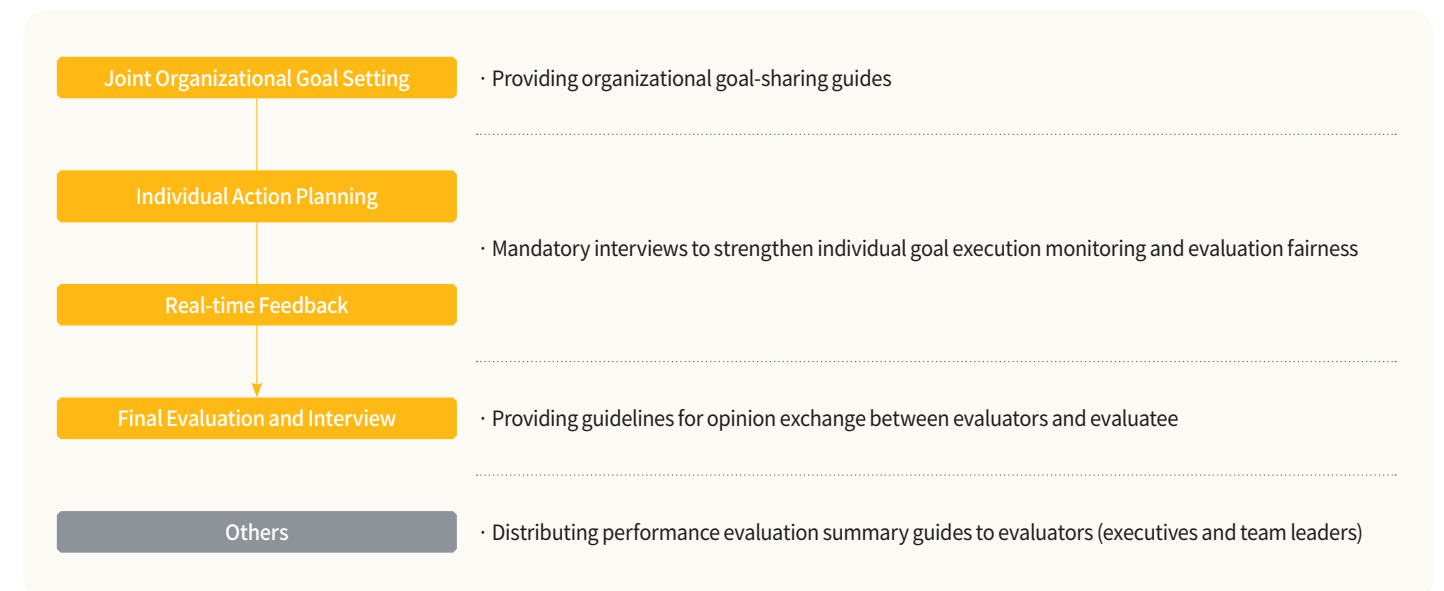 Joint Organizational Goal Setting
· Providing organizational goal-sharing guides
Individual Action Planning
· Mandatory interviews to strengthen individual goal execution monitoring and evaluation fairness
Real-time Feedback
Final Evaluation and Interview
· Providing guidelines for opinion exchange between evaluators and evaluatee
Others
· Distributing performance evaluation summary guides to evaluators (executives and team leaders)